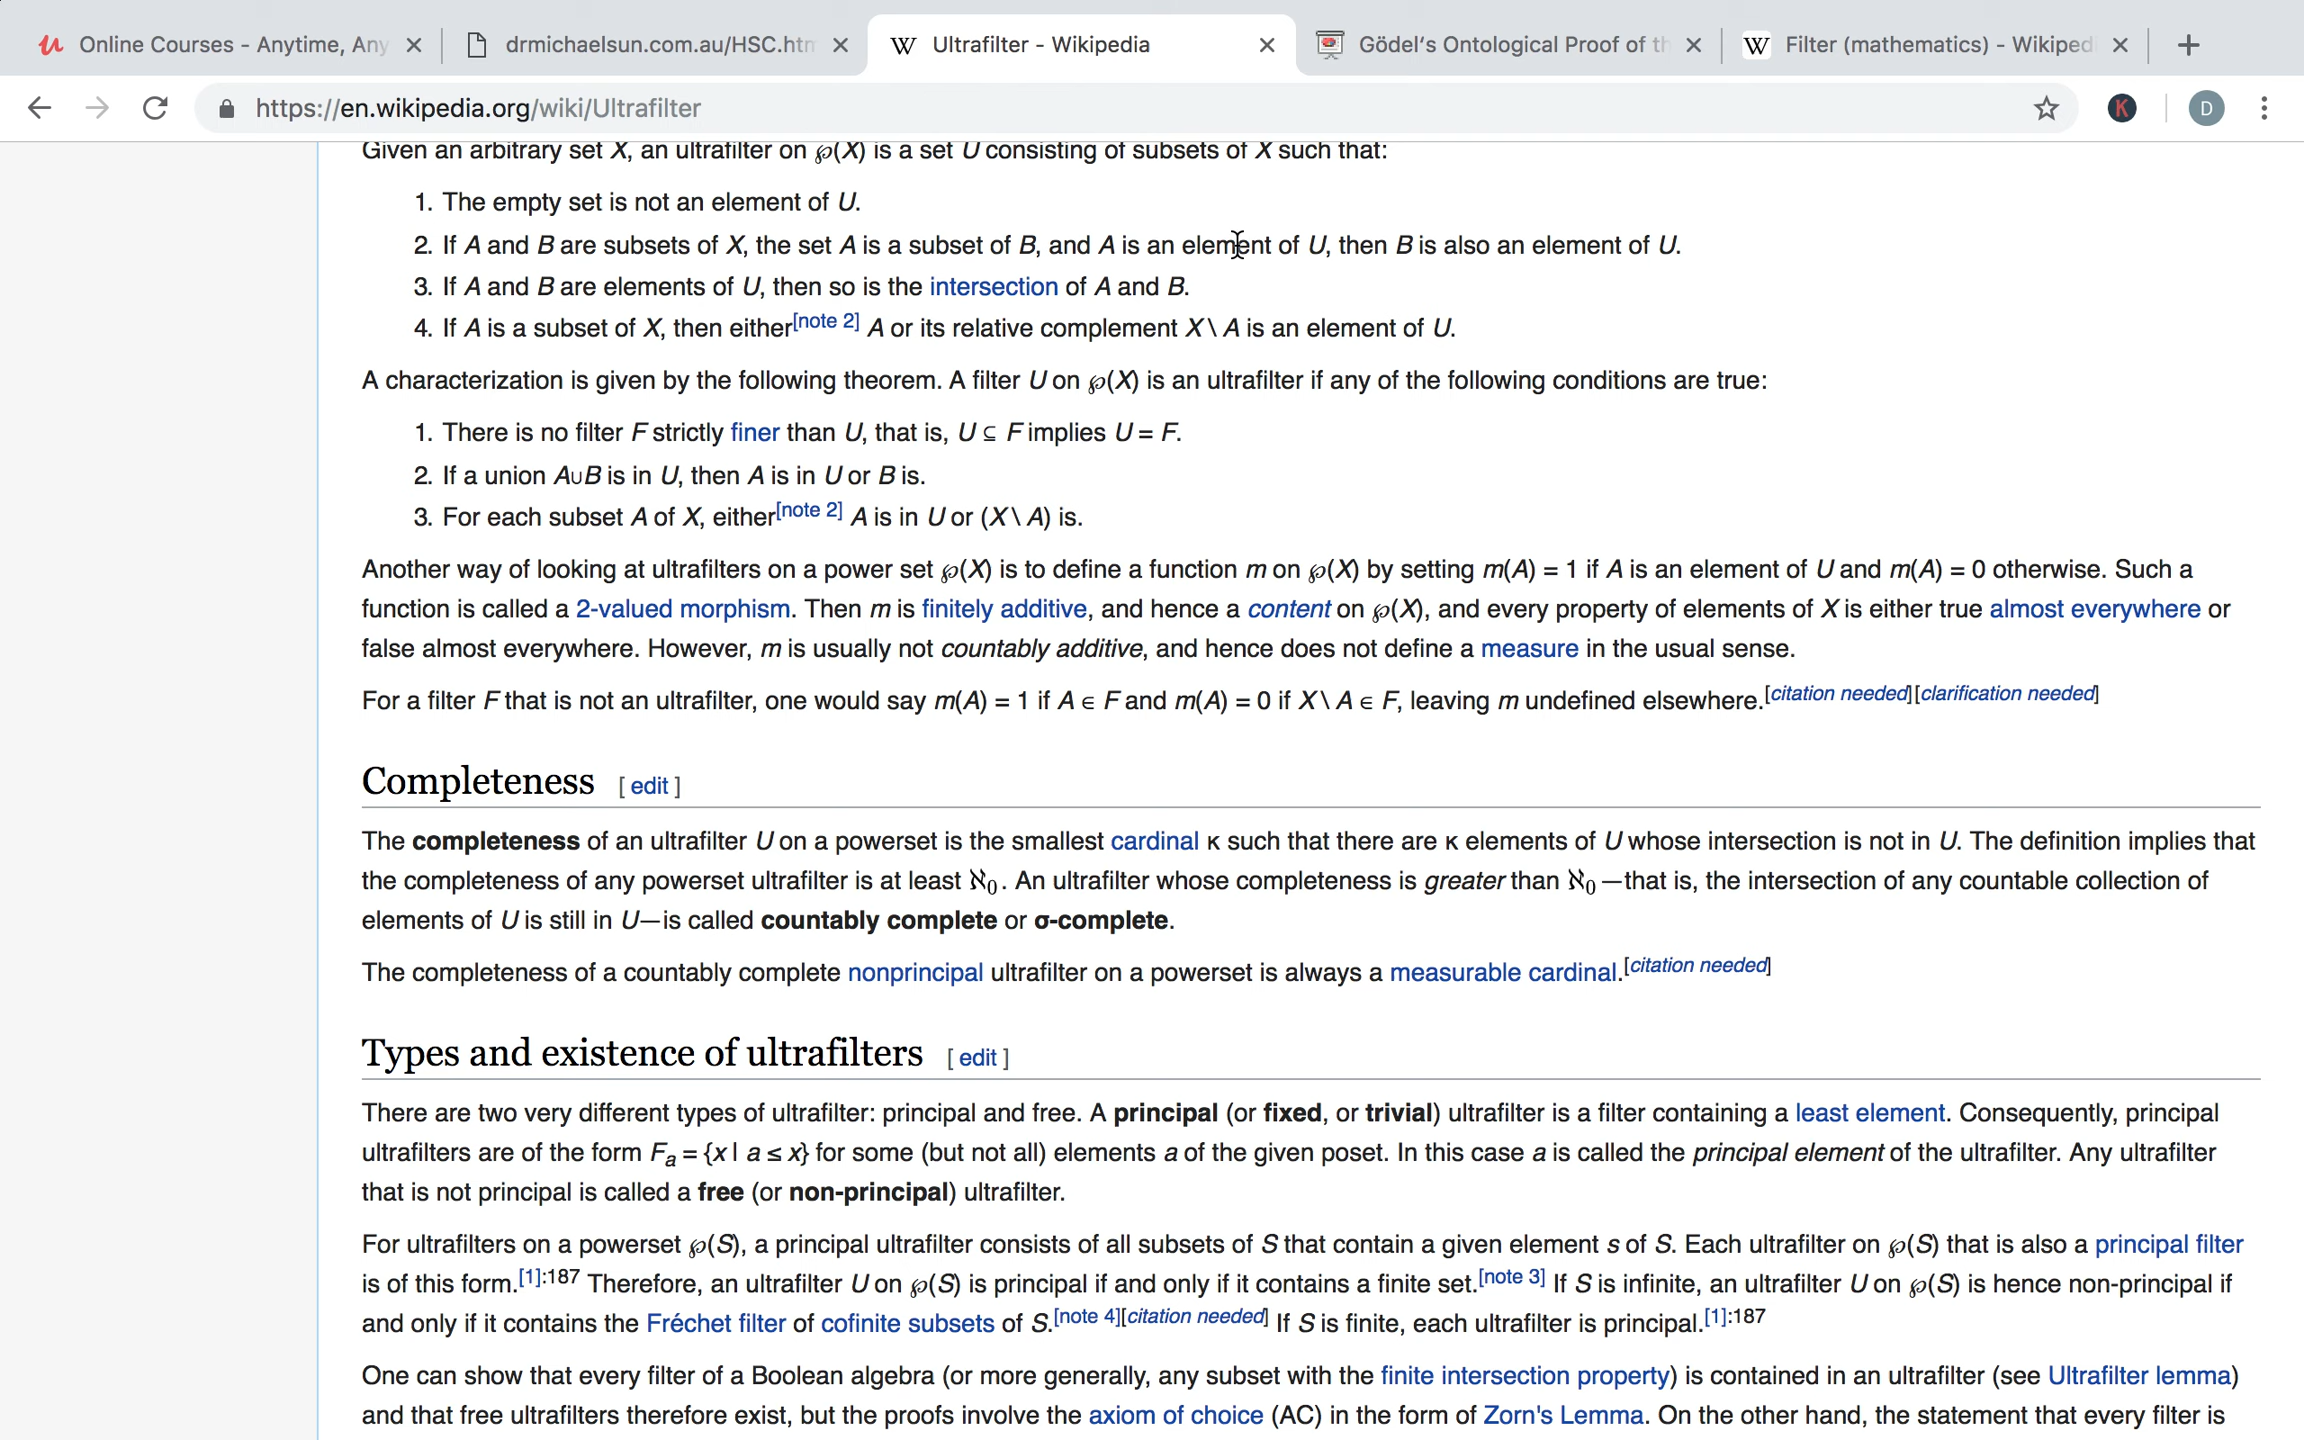 Online Courses - Anytime, Any
drmichaelsun.com.au/HSC.htm
Ultrafilter - Wikipedia
Gödel's Ontological Proof of th
Filter (mathematics) - Wikiped
https://en.wikipedia.org/wiki/Ultrafilter
K
D
Given an arbitrary set X, an ultrafilter on ℘(X) is a set U consisting of subsets of X such that:
1. The empty set is not an element of U.
2. If A and B are subsets of X, the set A is a subset of B, and A is an element of U, then B is also an element of U.
3. If A and B are elements of U, then so is the intersection of A and B.
4. If A is a subset of X, then either[note 2] A or its relative complement X \ A is an element of U.
A characterization is given by the following theorem. A filter U on ℘(X) is an ultrafilter if any of the following conditions are true:
1. There is no filter F strictly finer than U, that is, U ⊆ F implies U = F.
2. If a union A∪B is in U, then A is in U or B is.
3. For each subset A of X, either[note 2] A is in U or (X \ A) is.
Another way of looking at ultrafilters on a power set ℘(X) is to define a function m on ℘(X) by setting m(A) = 1 if A is an element of U and m(A) = 0 otherwise. Such a
function is called a 2-valued morphism. Then m is finitely additive, and hence a content on ℘(X), and every property of elements of X is either true almost everywhere or
false almost everywhere. However, m is usually not countably additive, and hence does not define a measure in the usual sense.
For a filter F that is not an ultrafilter, one would say m(A) = 1 if A ∈ F and m(A) = 0 if X \ A ∈ F, leaving m undefined elsewhere.[citation needed][clarification needed]
Completeness [ edit ]
The completeness of an ultrafilter U on a powerset is the smallest cardinal κ such that there are κ elements of U whose intersection is not in U. The definition implies that
the completeness of any powerset ultrafilter is at least ℵ0. An ultrafilter whose completeness is greater than ℵ0—that is, the intersection of any countable collection of
elements of U is still in U—is called countably complete or σ-complete.
The completeness of a countably complete nonprincipal ultrafilter on a powerset is always a measurable cardinal.[citation needed]
Types and existence of ultrafilters [ edit ]
There are two very different types of ultrafilter: principal and free. A principal (or fixed, or trivial) ultrafilter is a filter containing a least element. Consequently, principal
ultrafilters are of the form Fa = {x | a ≤ x} for some (but not all) elements a of the given poset. In this case a is called the principal element of the ultrafilter. Any ultrafilter
that is not principal is called a free (or non-principal) ultrafilter.
For ultrafilters on a powerset ℘(S), a principal ultrafilter consists of all subsets of S that contain a given element s of S. Each ultrafilter on ℘(S) that is also a principal filter
is of this form.[1]:187 Therefore, an ultrafilter U on ℘(S) is principal if and only if it contains a finite set.[note 3] If S is infinite, an ultrafilter U on ℘(S) is hence non-principal if
and only if it contains the Fréchet filter of cofinite subsets of S.[note 4][citation needed] If S is finite, each ultrafilter is principal.[1]:187
One can show that every filter of a Boolean algebra (or more generally, any subset with the finite intersection property) is contained in an ultrafilter (see Ultrafilter lemma)
and that free ultrafilters therefore exist, but the proofs involve the axiom of choice (AC) in the form of Zorn's Lemma. On the other hand, the statement that every filter is